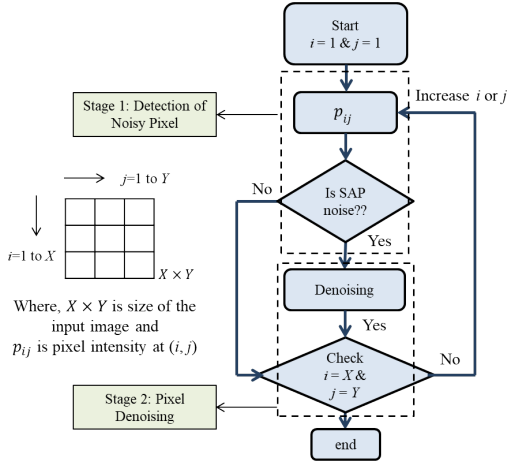 Start
i = 1 & j = 1
Increase i or j
Stage 1: Detection of
Noisy Pixel
p_ij
j=1 to Y
No
Is SAP
noise??
i=1 to X
Yes
X × Y
Denoising
Where, X × Y is size of the
input image and
p_ij is pixel intensity at (i, j)
Yes
Check
i = X &
j = Y
No
Stage 2: Pixel
Denoising
end